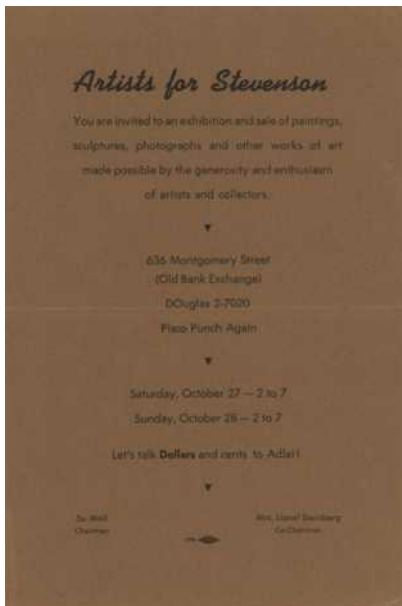 Artists for Stevenson
You are invited to an exhibition and sale of paintings,
sculptures, photographs and other works of art
made possible by the generosity and enthusiasm
of artists and collectors.
636 Montgomery Street
(Old Bank Exchange)
DOuglas 2-7020
Pisco Punch Again
Saturday, October 27 — 2 to 7
Sunday, October 28 — 2 to 7
Let's talk Dollars and cents to Adlai!
Mrs. Lionel Steinberg
Chairman
Co-Chairman